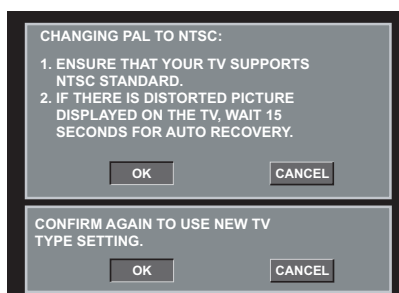 CHANGING PAL TO NTSC:
1. ENSURE THAT YOUR TV SUPPORTS
NTSC STANDARD.
2. IF THERE IS DISTORTED PICTURE
DISPLAYED ON THE TV, WAIT 15
SECONDS FOR AUTO RECOVERY.
OK CANCEL
CONFIRM AGAIN TO USE NEW TV
TYPE SETTING.
OK CANCEL